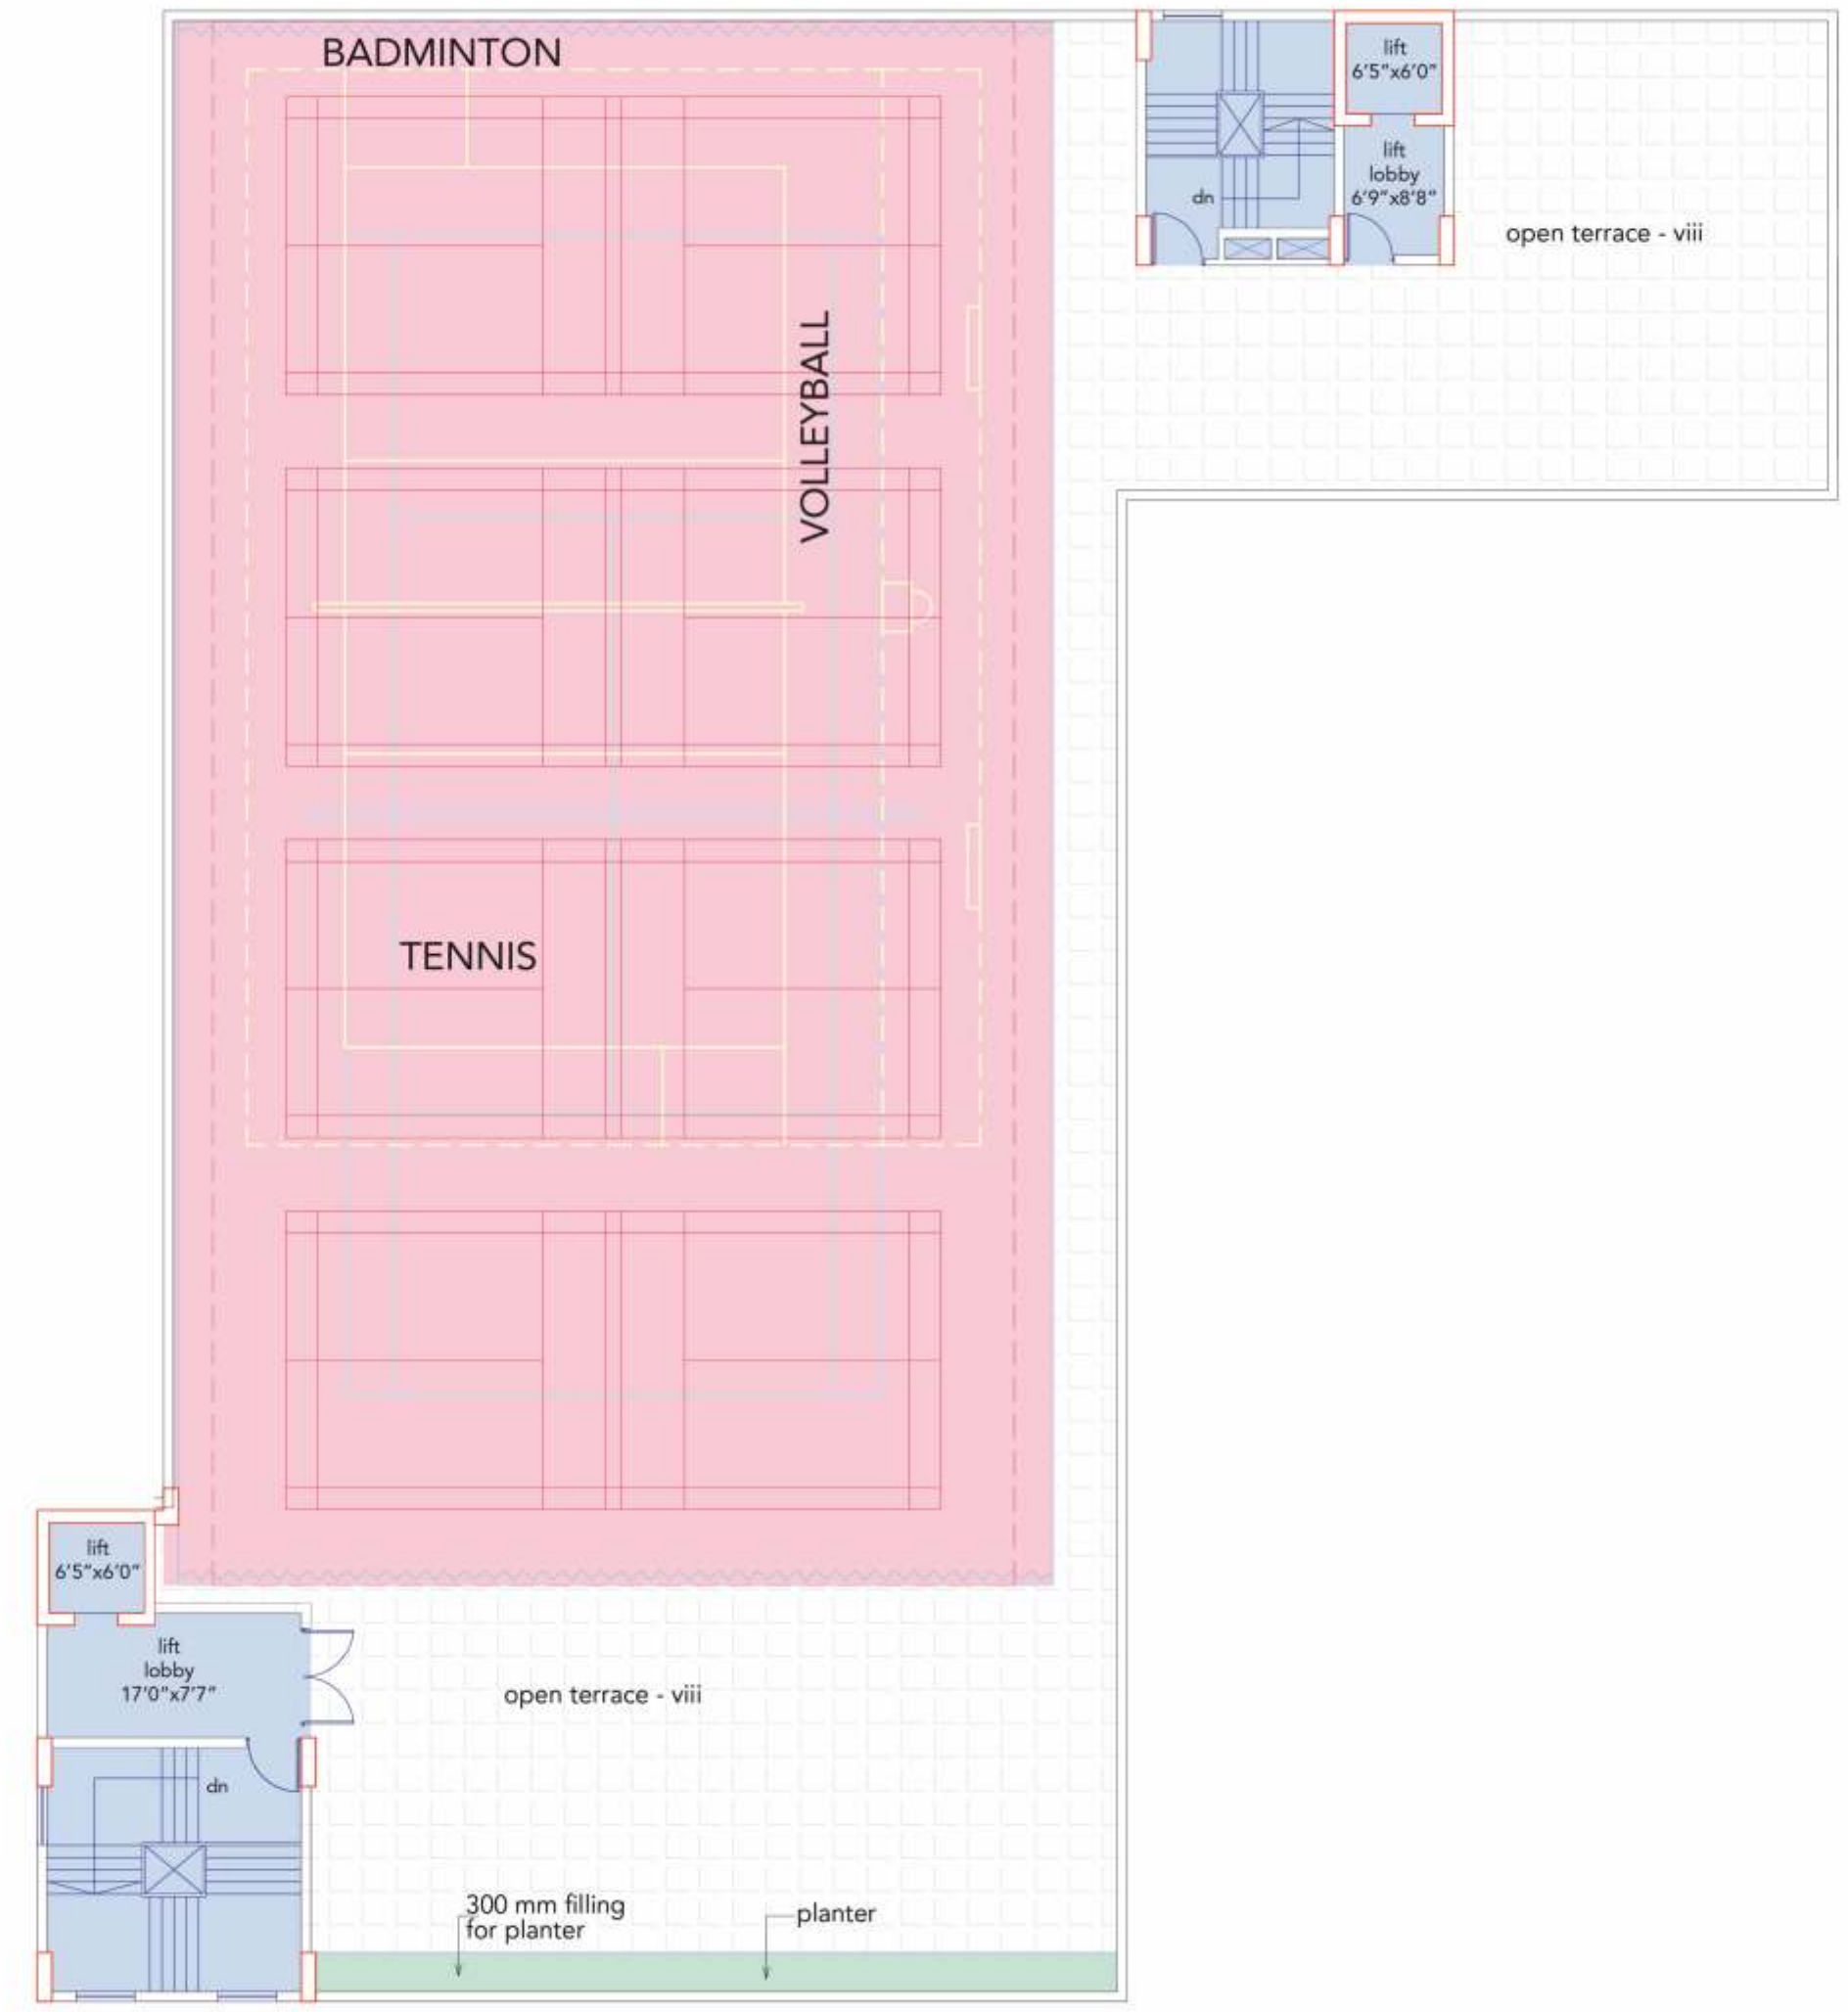 BADMINTON
lift
6'5"x6'0"
lift
lobby
6'9"x8'8"
dn
open terrace - viii
VOLLEYBALL
TENNIS
lift
6'5"x6'0"
lift
lobby
17'0"x7'7"
open terrace - viii
dn
300 mm filling
for planter
planter